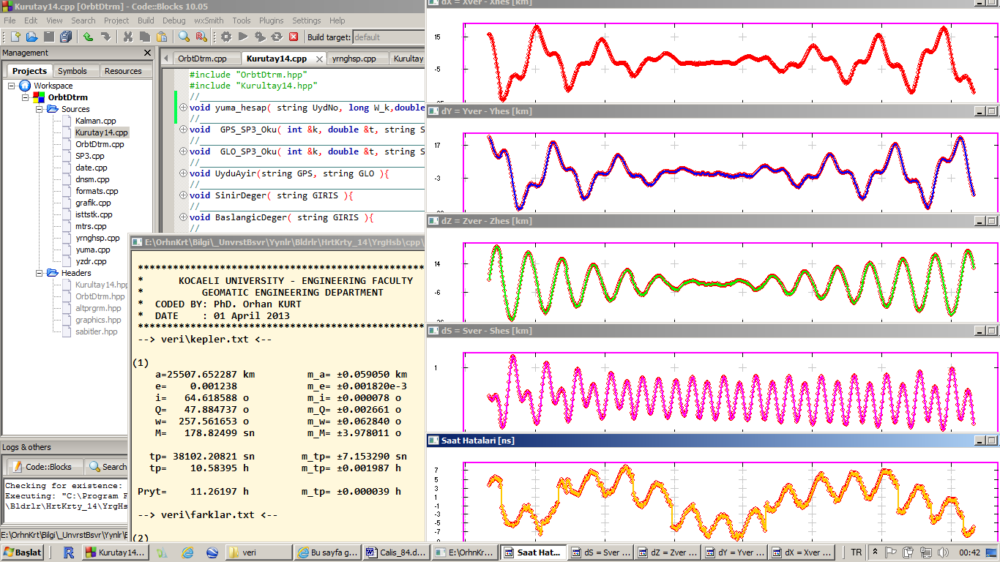 Kurutay14.cpp [OrbtDtrm] - Code::Blocks 10.05
File Edit View Search Project Build Debug wxSmith Tools Plugins Settings Help
Build target: default
Management
Projects Symbols Resources
Workspace
OrbtDtrm
Sources
Kalman.cpp
Kurutay14.cpp
OrbtDtrm.cpp
SP3.cpp
date.cpp
dnsm.cpp
formats.cpp
grafik.cpp
isttstk.cpp
mtrs.cpp
yrnghsp.cpp
yuma.cpp
yzdr.cpp
Headers
Kurultay14.hpp
OrbtDtrm.hpp
altprgrm.hpp
graphics.hpp
sabitler.hpp
OrbtDtrm.cpp Kurutay14.cpp yrnghsp.cpp Kurultay14
#include "OrbtDtrm.hpp"
#include "Kurultay14.hpp"
//
void yuma_hesap( string UydNo, long W_k,double
//
void GPS_SP3_Oku( int &k, double &t, string S
//
void GLO_SP3_Oku( int &k, double &t, string S
//
void UyduAyir(string GPS, string GLO ){
//
void SinirDeger( string GIRIS ){
//
void BaslangicDeger( string GIRIS ){
//
E:\OrhnKrt\Bilgi\_UnvrstBsvr\Yynlr\Bldrlr\HrtKrty_14\YrgHsb\cpp\
**************************************************
* KOCAELI UNIVERSITY - ENGINEERING FACULTY
* GEOMATIC ENGINEERING DEPARTMENT
* CODED BY: PhD. Orhan KURT
* DATE : 01 April 2013
**************************************************
--> veri\kepler.txt <--
(1)
a=25507.652287 km m_a= ±0.059050 km
e= 0.001238 m_e= ±0.001820e-3
i= 64.618588 o m_i= ±0.000078 o
Q= 47.884737 o m_Q= ±0.002661 o
w= 257.561653 o m_w= ±0.062840 o
M= 178.82499 sn m_M= ±3.978011 o
tp= 38102.20821 sn m_tp= ±7.153290 sn
tp= 10.58395 h m_tp= ±0.001987 h
Pryt= 11.26197 h m_tp= ±0.000039 h
--> veri\farklar.txt <--
(2)
Logs & others
Code::Blocks Search
Checking for existence:
Executing: "C:\Program F
\Bldrlr\HrtKrty_14\YrgHs
E:\OrhnKrt\Bilgi\_UnvrstBsvr\Yynlr\B
dX = Xver - Xhes [km]
15
-5
dY = Yver - Yhes [km]
17
-3
dZ = Zver - Zhes [km]
14
-6
dS = Sver - Shes [km]
1
Saat Hatalari [ns]
7
5
3
1
-1
-3
-5
-7
-9
Başlat Kurutay14.... veri Bu sayfa g... Calis_84.d... E:\OrhnKr... Saat Hat... dS = Sver ... dZ = Zver ... dY = Yver ... dX = Xver ... TR 00:42